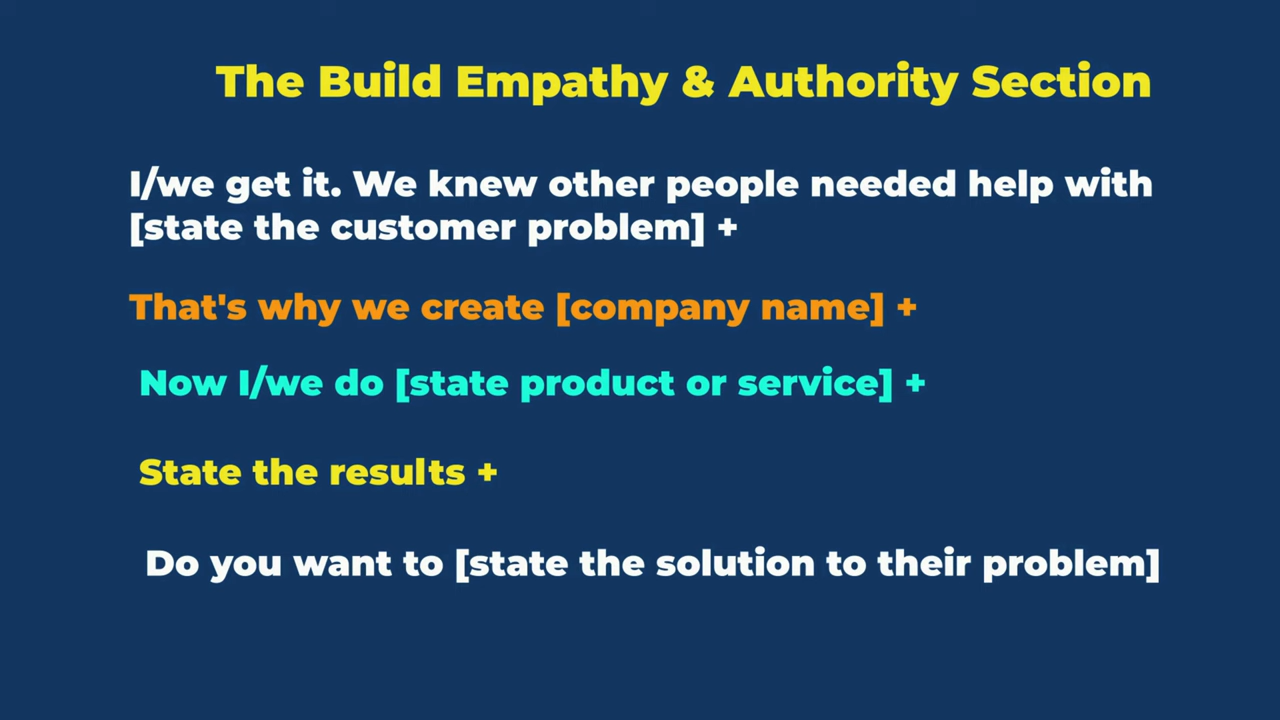 The Build Empathy & Authority Section
I/we get it. We knew other people needed help with
[state the customer problem] +
That's why we create [company name] +
Now I/we do [state product or service] +
State the results +
Do you want to [state the solution to their problem]